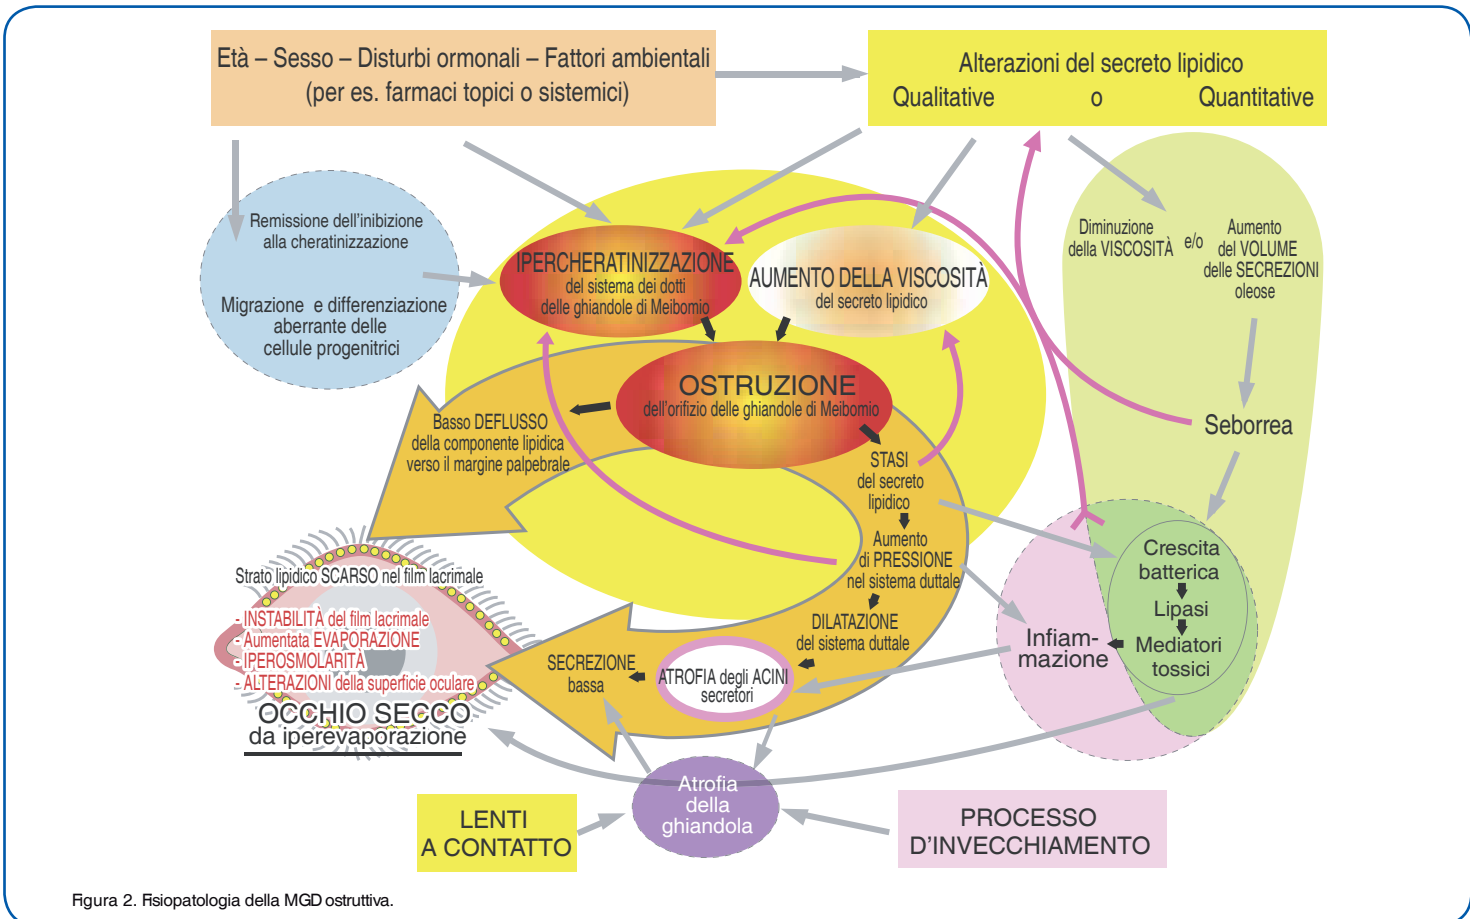 Età – Sesso – Disturbi ormonali – Fattori ambientali
(per es. farmaci topici o sistemici)
Alterazioni del secreto lipidico
Qualitative o Quantitative
Remissione dell'inibizione
alla cheratinizzazione
Migrazione e differenziazione
aberrante delle
cellule progenitrici
IPERCHERATINIZZAZIONE
del sistema dei dotti
delle ghiandole di Meibomio
AUMENTO DELLA VISCOSITÀ
del secreto lipidico
Diminuzione
della VISCOSITÀ
e/o
Aumento
del VOLUME
delle SECREZIONI
oleose
OSTRUZIONE
dell'orifizio delle ghiandole di Meibomio
Basso DEFLUSSO
della componente lipidica
verso il margine palpebrale
Seborrea
STASI
del secreto
lipidico
Aumento
di PRESSIONE
nel sistema duttale
DILATAZIONE
del sistema duttale
Crescita
batterica
Lipasi
Mediatori
tossici
Infiam-
mazione
ATROFIA degli ACINI
secretori
SECREZIONE
bassa
Strato lipidico SCARSO nel film lacrimale
- INSTABILITÀ del film lacrimale
- Aumentata EVAPORAZIONE
- IPEROSMOLARITÀ
- ALTERAZIONI della superficie oculare
OCCHIO SECCO
da iperevaporazione
Atrofia
della
ghiandola
LENTI
A CONTATTO
PROCESSO
D'INVECCHIAMENTO
Figura 2. Fisiopatologia della MGD ostruttiva.